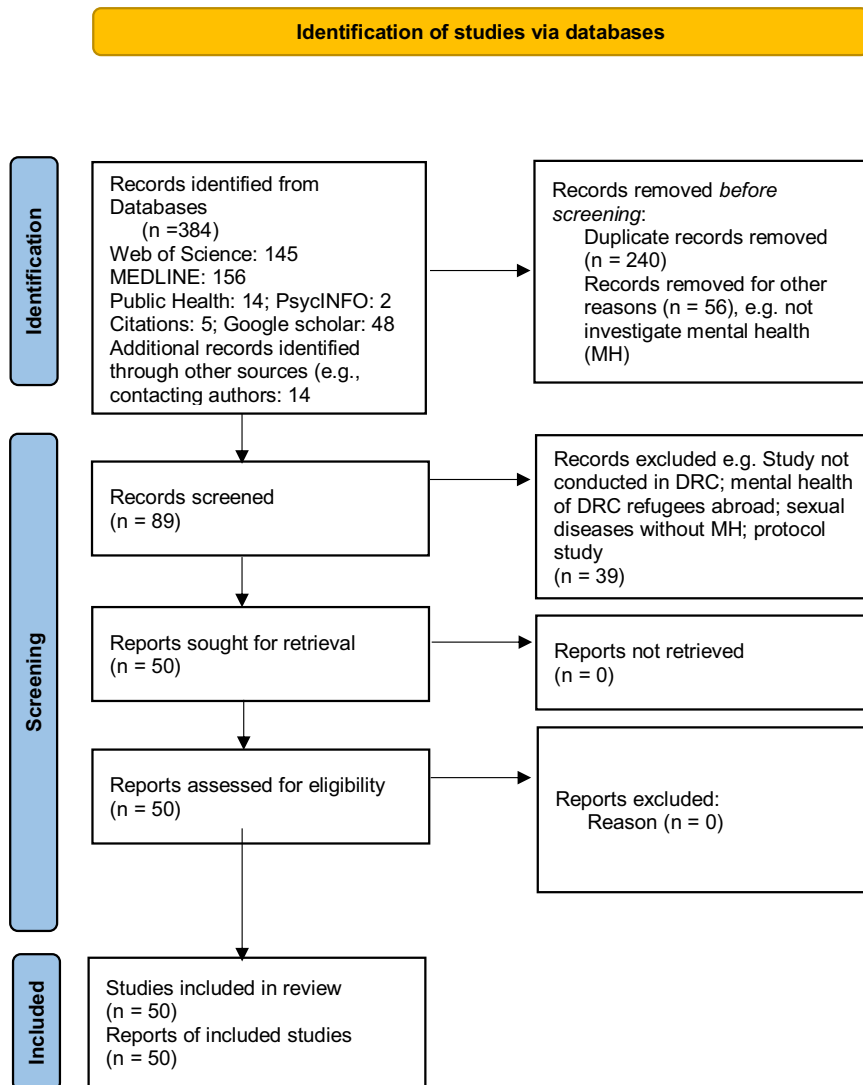 Identification of studies via databases
Identification
Records identified from
Databases
(n =384)
Web of Science: 145
MEDLINE: 156
Public Health: 14; PsycINFO: 2
Citations: 5; Google scholar: 48
Additional records identified
through other sources (e.g.,
contacting authors: 14
Records removed before
screening:
Duplicate records removed
(n = 240)
Records removed for other
reasons (n = 56), e.g. not
investigate mental health
(MH)
Screening
Records screened
(n = 89)
Records excluded e.g. Study not
conducted in DRC; mental health
of DRC refugees abroad; sexual
diseases without MH; protocol
study
(n = 39)
Reports sought for retrieval
(n = 50)
Reports not retrieved
(n = 0)
Reports assessed for eligibility
(n = 50)
Reports excluded:
Reason (n = 0)
Included
Studies included in review
(n = 50)
Reports of included studies
(n = 50)